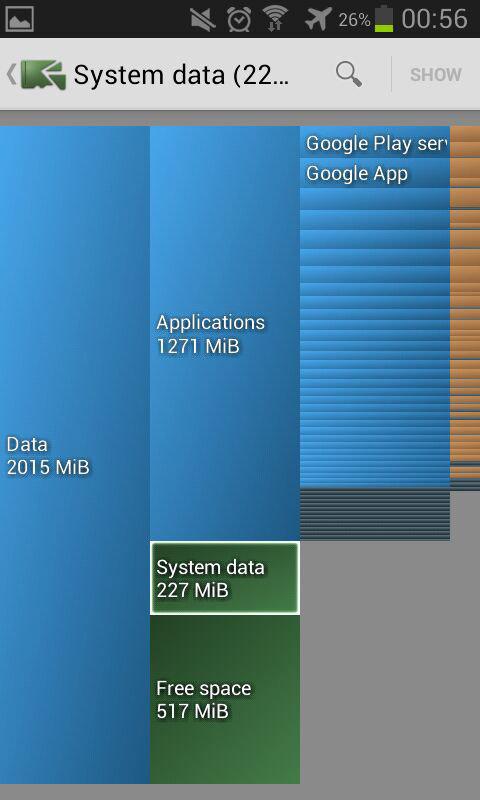 26% 00:56
System data (22...
SHOW
Google Play ser
Google App
Applications
1271 MiB
Data
2015 MiB
System data
227 MiB
Free space
517 MiB